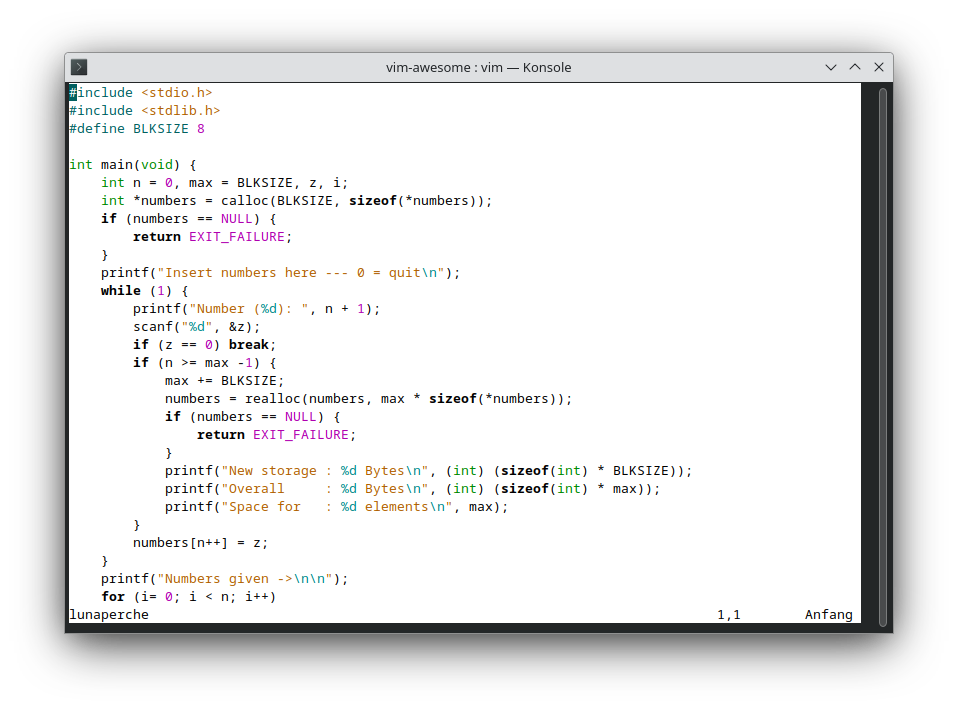 vim-awesome : vim — Konsole
#include <stdio.h>
#include <stdlib.h>
#define BLKSIZE 8

int main(void) {
    int n = 0, max = BLKSIZE, z, i;
    int *numbers = calloc(BLKSIZE, sizeof(*numbers));
    if (numbers == NULL) {
        return EXIT_FAILURE;
    }
    printf("Insert numbers here --- 0 = quit\n");
    while (1) {
        printf("Number (%d): ", n + 1);
        scanf("%d", &z);
        if (z == 0) break;
        if (n >= max -1) {
            max += BLKSIZE;
            numbers = realloc(numbers, max * sizeof(*numbers));
            if (numbers == NULL) {
                return EXIT_FAILURE;
            }
            printf("New storage : %d Bytes\n", (int) (sizeof(int) * BLKSIZE));
            printf("Overall     : %d Bytes\n", (int) (sizeof(int) * max));
            printf("Space for   : %d elements\n", max);
        }
        numbers[n++] = z;
    }
    printf("Numbers given ->\n\n");
    for (i= 0; i < n; i++)
lunaperche 1,1 Anfang